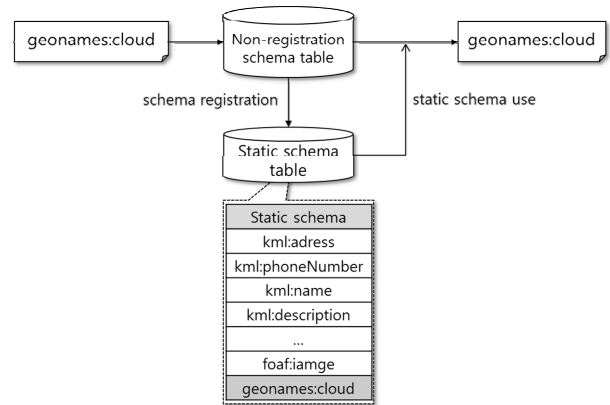 geonames:cloud
Non-registration
schema table
geonames:cloud
schema registration
static schema use
Static schema
table
Static schema
kml:adress
kml:phoneNumber
kml:name
kml:description
...
foaf:iamge
geonames:cloud